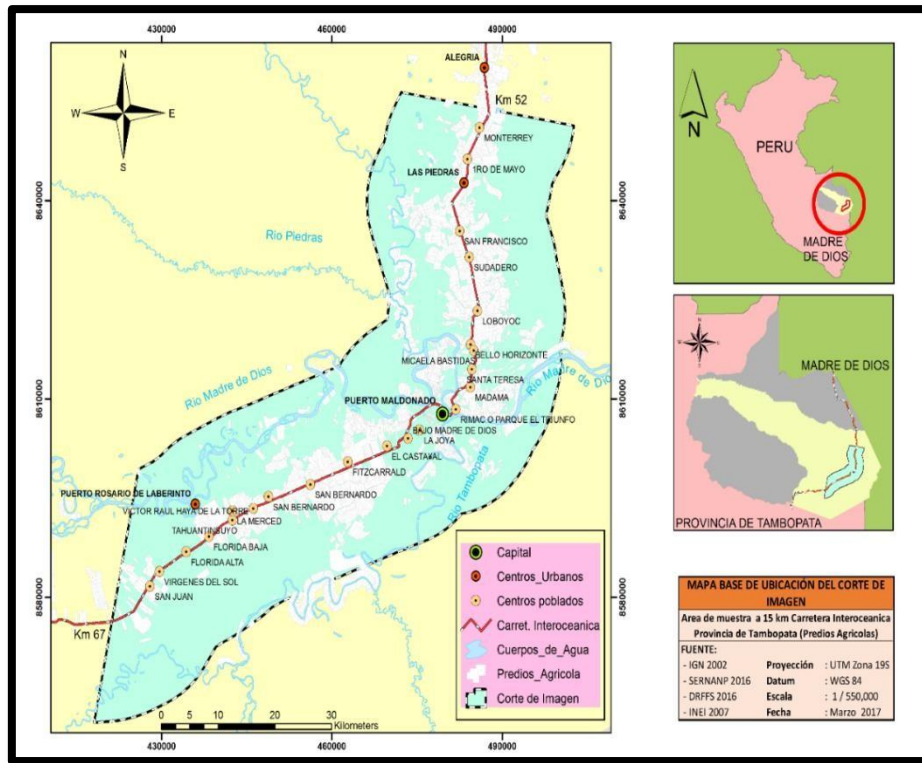 430000
460000
490000
N
W
E
S
ALEGRIA
Km 52
MONTERREY
1RO DE MAYO
LAS PIEDRAS
8640000
8640000
SAN FRANCISCO
Río Piedras
SUDADERO
LOBOYOC
MICAELA BASTIDAS
BELLO HORIZONTE
Río Madre de Dios
SANTA TERESA
Río Madre de Dios
MADAMA
PUERTO MALDONADO
8610000
8610000
RIMAC O PARQUE EL TRIUNFO
BAJO MADRE DE DIOS
LA JOYA
EL CASTAÑAL
FITZCARRALD
Río Tambopata
PUERTO ROSARIO DE LABERINTO
SAN BERNARDO
VICTOR RAUL HAYA DE LA TORRE
SAN BERNARDO
LA MERCED
TAHUANTINSUYO
FLORIDA BAJA
FLORIDA ALTA
VIRGENES DEL SOL
SAN JUAN
8580000
8580000
Km 67
Capital
Centros_Urbanos
Centros poblados
Carret. Interoceanica
Cuerpos_de_Agua
Predios_Agricola
Corte de Imagen
0 5 10 20 30
Kilometers
430000
460000
490000
N
PERU
MADRE
DE DIOS
MADRE DE DIOS
PROVINCIA DE TAMBOPATA
MAPA BASE DE UBICACIÓN DEL CORTE DE
IMAGEN
Area de muestra a 15 km Carretera Interoceanica
Provincia de Tambopata (Predios Agricolas)
FUENTE:
- IGN 2002 Proyección : UTM Zona 19S
- SERNANP 2016 Datum : WGS 84
- DRFFS 2016 Escala : 1 / 550,000
- INEI 2007 Fecha : Marzo 2017